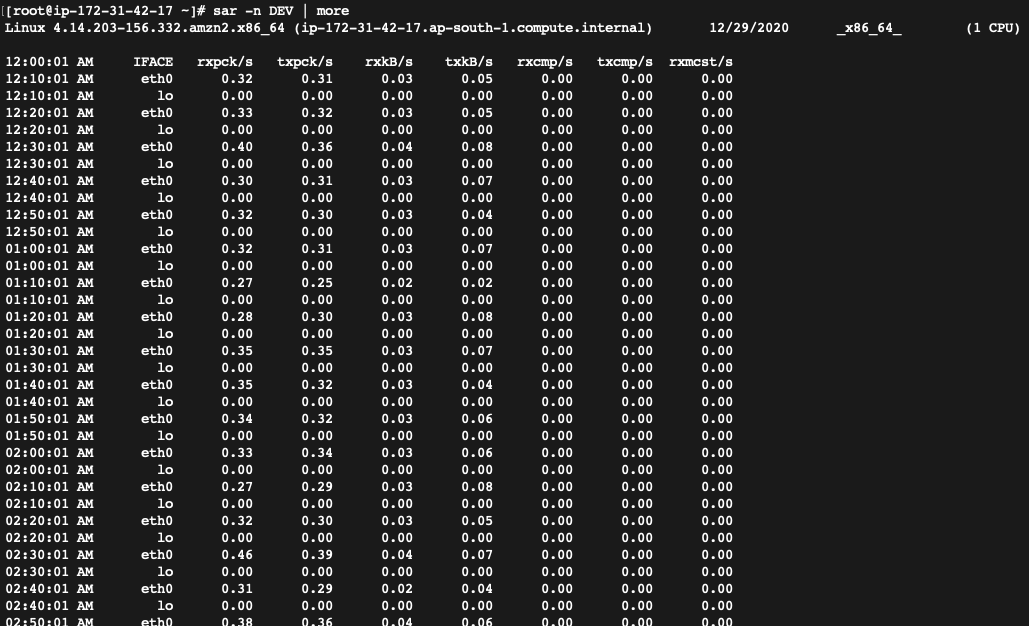 [[root@ip-172-31-42-17 ~]# sar -n DEV | more
Linux 4.14.203-156.332.amzn2.x86_64 (ip-172-31-42-17.ap-south-1.compute.internal) 12/29/2020 _x86_64_ (1 CPU)
12:00:01 AM IFACE rxpck/s txpck/s rxkB/s txkB/s rxcmp/s txcmp/s rxmcst/s
12:10:01 AM eth0 0.32 0.31 0.03 0.05 0.00 0.00 0.00
12:10:01 AM lo 0.00 0.00 0.00 0.00 0.00 0.00 0.00
12:20:01 AM eth0 0.33 0.32 0.03 0.05 0.00 0.00 0.00
12:20:01 AM lo 0.00 0.00 0.00 0.00 0.00 0.00 0.00
12:30:01 AM eth0 0.40 0.36 0.04 0.08 0.00 0.00 0.00
12:30:01 AM lo 0.00 0.00 0.00 0.00 0.00 0.00 0.00
12:40:01 AM eth0 0.30 0.31 0.03 0.07 0.00 0.00 0.00
12:40:01 AM lo 0.00 0.00 0.00 0.00 0.00 0.00 0.00
12:50:01 AM eth0 0.32 0.30 0.03 0.04 0.00 0.00 0.00
12:50:01 AM lo 0.00 0.00 0.00 0.00 0.00 0.00 0.00
01:00:01 AM eth0 0.32 0.31 0.03 0.07 0.00 0.00 0.00
01:00:01 AM lo 0.00 0.00 0.00 0.00 0.00 0.00 0.00
01:10:01 AM eth0 0.27 0.25 0.02 0.02 0.00 0.00 0.00
01:10:01 AM lo 0.00 0.00 0.00 0.00 0.00 0.00 0.00
01:20:01 AM eth0 0.28 0.30 0.03 0.08 0.00 0.00 0.00
01:20:01 AM lo 0.00 0.00 0.00 0.00 0.00 0.00 0.00
01:30:01 AM eth0 0.35 0.35 0.03 0.07 0.00 0.00 0.00
01:30:01 AM lo 0.00 0.00 0.00 0.00 0.00 0.00 0.00
01:40:01 AM eth0 0.35 0.32 0.03 0.04 0.00 0.00 0.00
01:40:01 AM lo 0.00 0.00 0.00 0.00 0.00 0.00 0.00
01:50:01 AM eth0 0.34 0.32 0.03 0.06 0.00 0.00 0.00
01:50:01 AM lo 0.00 0.00 0.00 0.00 0.00 0.00 0.00
02:00:01 AM eth0 0.33 0.34 0.03 0.06 0.00 0.00 0.00
02:00:01 AM lo 0.00 0.00 0.00 0.00 0.00 0.00 0.00
02:10:01 AM eth0 0.27 0.29 0.03 0.08 0.00 0.00 0.00
02:10:01 AM lo 0.00 0.00 0.00 0.00 0.00 0.00 0.00
02:20:01 AM eth0 0.32 0.30 0.03 0.05 0.00 0.00 0.00
02:20:01 AM lo 0.00 0.00 0.00 0.00 0.00 0.00 0.00
02:30:01 AM eth0 0.46 0.39 0.04 0.07 0.00 0.00 0.00
02:30:01 AM lo 0.00 0.00 0.00 0.00 0.00 0.00 0.00
02:40:01 AM eth0 0.31 0.29 0.02 0.04 0.00 0.00 0.00
02:40:01 AM lo 0.00 0.00 0.00 0.00 0.00 0.00 0.00
02:50:01 AM eth0 0.38 0.36 0.04 0.06 0.00 0.00 0.00